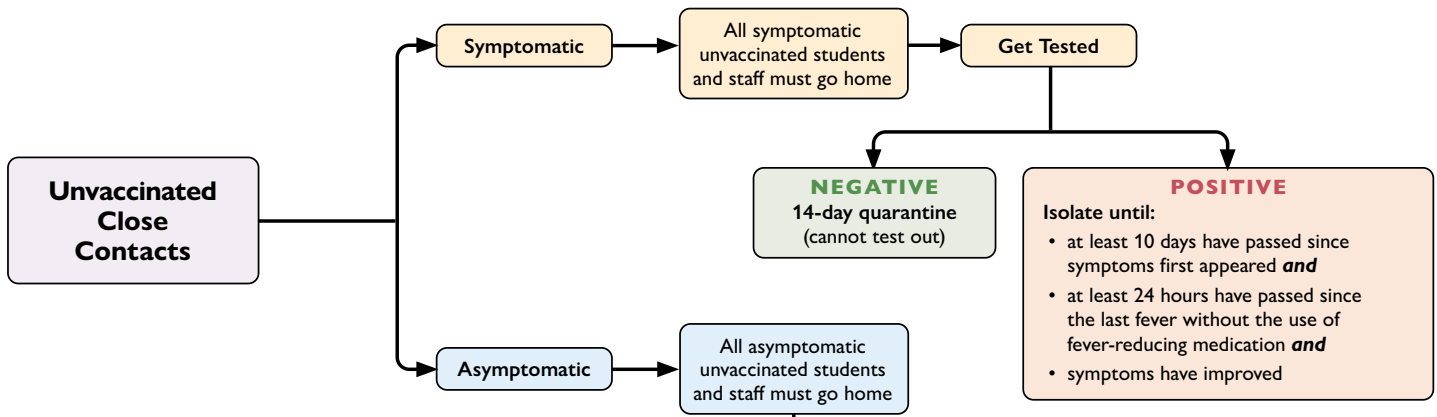 Unvaccinated
Close
Contacts
Symptomatic
All symptomatic
unvaccinated students
and staff must go home
Get Tested
NEGATIVE
14-day quarantine
(cannot test out)
POSITIVE
Isolate until:
• at least 10 days have passed since
symptoms first appeared and
• at least 24 hours have passed since
the last fever without the use of
fever-reducing medication and
• symptoms have improved
Asymptomatic
All asymptomatic
unvaccinated students
and staff must go home